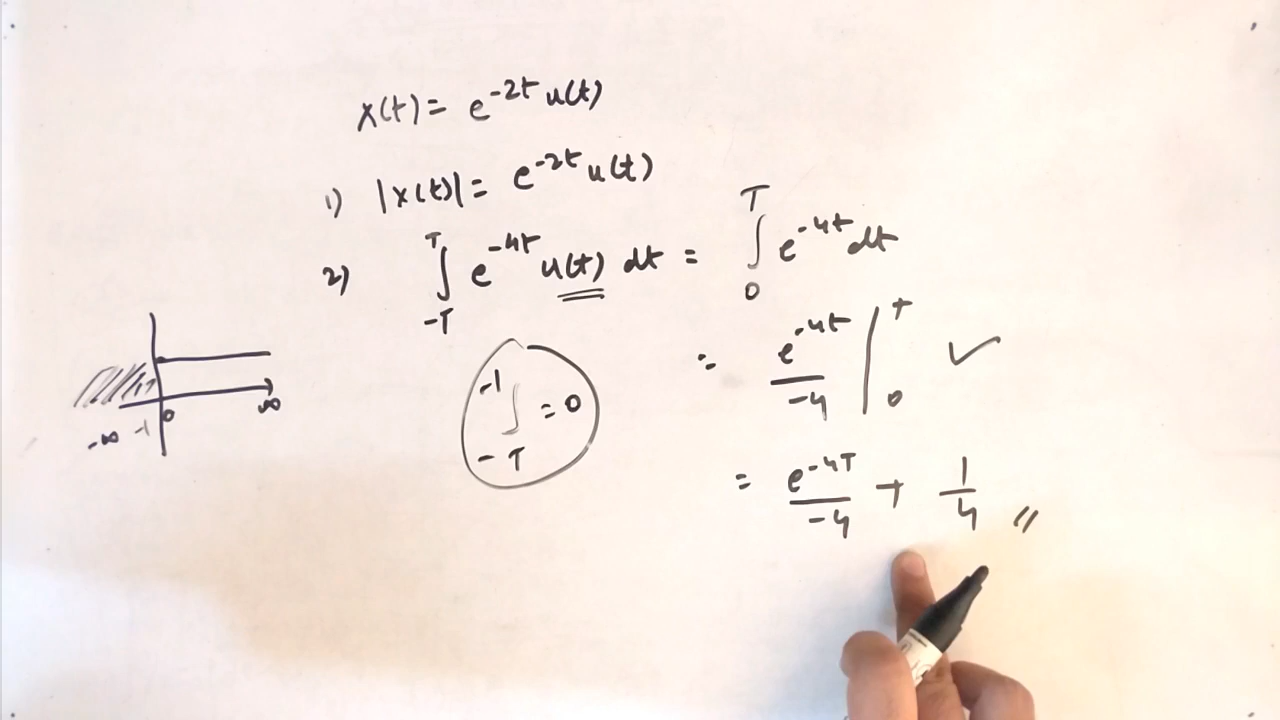 x(t) = e^{-2t} u(t)
1) |x(t)| = e^{-2t} u(t)
2) ∫_{-T}^{T} e^{-4t} u(t) dt = ∫_{0}^{T} e^{-4t} dt
= e^{-4t}/-4 |_{0}^{T} ✓
= e^{-4T}/-4 + 1/4 //
∫_{-T}^{-1} = 0
-∞ -1 0 ∞